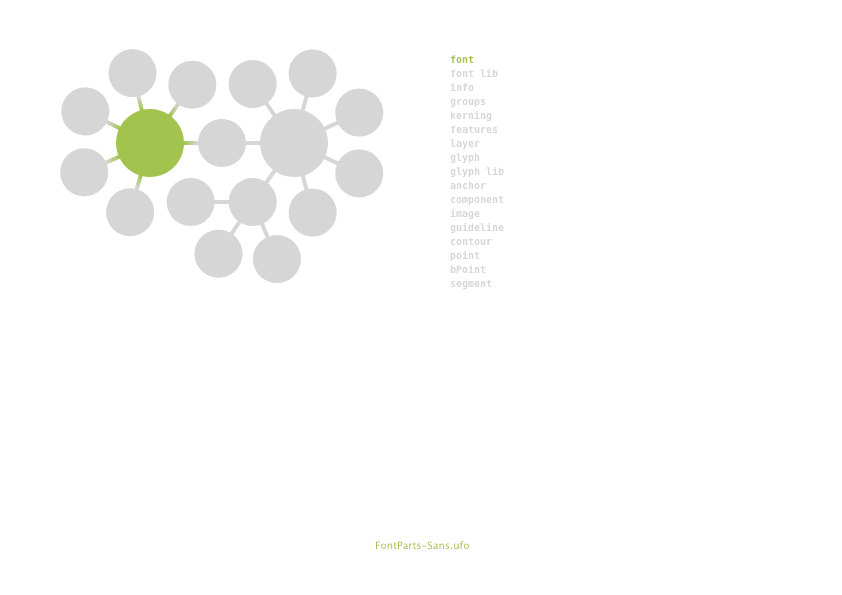 font
font lib
info
groups
kerning
features
layer
glyph
glyph lib
anchor
component
image
guideline
contour
point
bPoint
segment
FontParts-Sans.ufo